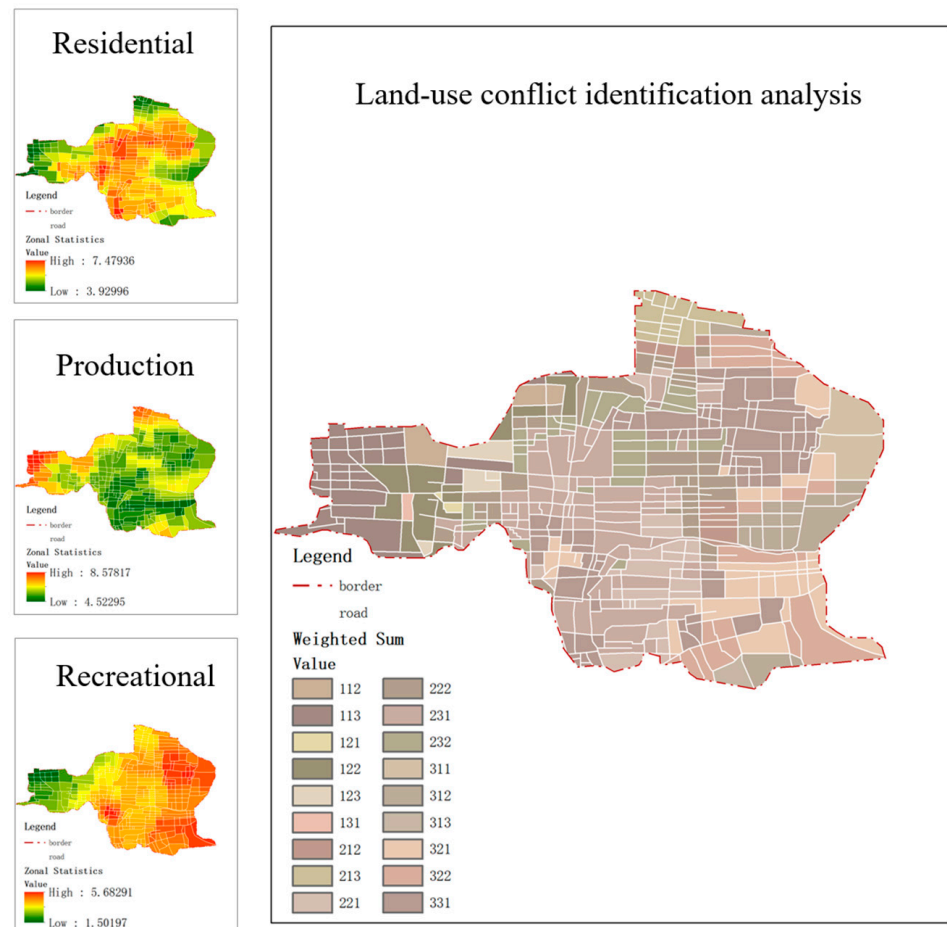 Residential
Legend
border
road
Zonal Statistics
Value
High : 7.47936
Low : 3.92996
Production
Legend
border
road
Zonal Statistics
Value
High : 8.57817
Low : 4.52295
Recreational
Legend
border
road
Zonal Statistics
Value
High : 5.68291
Low : 1.50197
Land-use conflict identification analysis
Legend
border
road
Weighted Sum
Value
112 222
113 231
121 232
122 311
123 312
131 313
212 321
213 322
221 331